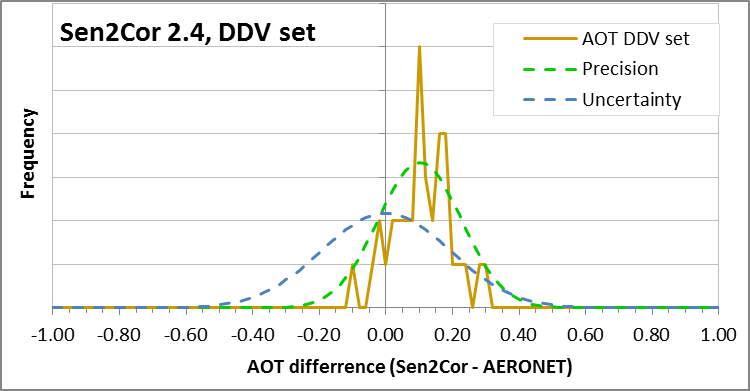 Sen2Cor 2.4, DDV set
AOT DDV set
Precision
Uncertainty
Frequency
-1.00 -0.80 -0.60 -0.40 -0.20 0.00 0.20 0.40 0.60 0.80 1.00
AOT differrence (Sen2Cor - AERONET)